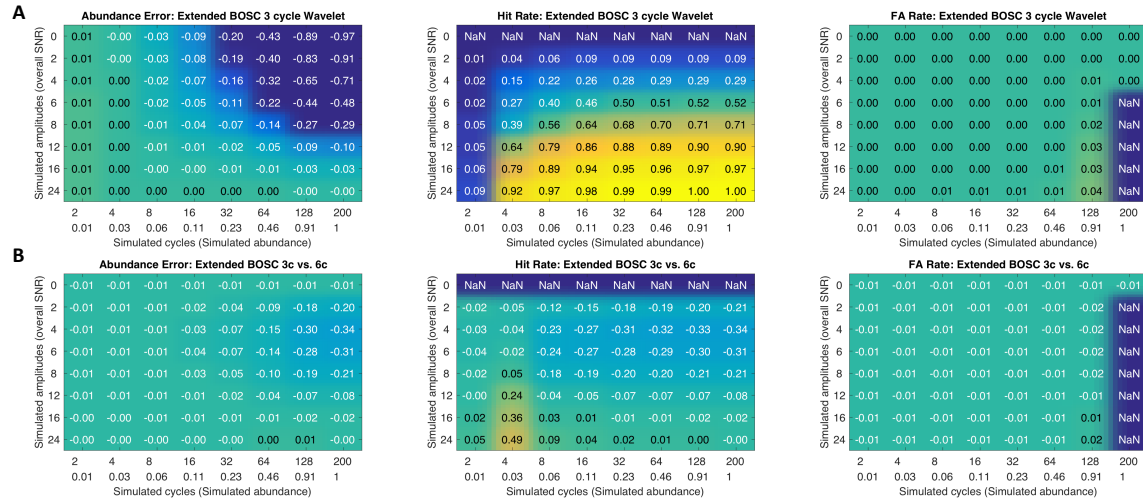 A
Abundance Error: Extended BOSC 3 cycle Wavelet
Simulated amplitudes (overall SNR)
0 0.01 -0.00 -0.03 -0.09 -0.20 -0.43 -0.89 -0.97
2 0.01 -0.00 -0.03 -0.08 -0.19 -0.40 -0.83 -0.91
4 0.01 0.00 -0.02 -0.07 -0.16 -0.32 -0.65 -0.71
6 0.01 0.00 -0.02 -0.05 -0.11 -0.22 -0.44 -0.48
8 0.01 0.00 -0.01 -0.04 -0.07 -0.14 -0.27 -0.29
12 0.01 0.00 -0.01 -0.01 -0.02 -0.05 -0.09 -0.10
16 0.01 0.00 -0.00 -0.00 -0.01 -0.01 -0.03 -0.03
24 0.01 0.00 0.00 0.00 0.00 0.00 -0.00 -0.00
2 4 8 16 32 64 128 200
0.01 0.03 0.06 0.11 0.23 0.46 0.91 1
Simulated cycles (Simulated abundance)
Hit Rate: Extended BOSC 3 cycle Wavelet
Simulated amplitudes (overall SNR)
0 NaN NaN NaN NaN NaN NaN NaN NaN
2 0.01 0.04 0.06 0.09 0.09 0.09 0.09 0.09
4 0.02 0.15 0.22 0.26 0.28 0.29 0.29 0.29
6 0.02 0.27 0.40 0.46 0.50 0.51 0.52 0.52
8 0.05 0.39 0.56 0.64 0.68 0.70 0.71 0.71
12 0.05 0.64 0.79 0.86 0.88 0.89 0.90 0.90
16 0.06 0.79 0.89 0.94 0.95 0.96 0.97 0.97
24 0.09 0.92 0.97 0.98 0.99 0.99 1.00 1.00
2 4 8 16 32 64 128 200
0.01 0.03 0.06 0.11 0.23 0.46 0.91 1
Simulated cycles (Simulated abundance)
FA Rate: Extended BOSC 3 cycle Wavelet
Simulated amplitudes (overall SNR)
0 0.00 0.00 0.00 0.00 0.00 0.00 0.00 0.00
2 0.00 0.00 0.00 0.00 0.00 0.00 0.00 0.00
4 0.00 0.00 0.00 0.00 0.00 0.00 0.00 0.00
6 0.00 0.00 0.00 0.00 0.00 0.00 0.01 NaN
8 0.00 0.00 0.00 0.00 0.00 0.00 0.02 NaN
12 0.00 0.00 0.00 0.00 0.00 0.00 0.03 NaN
16 0.00 0.00 0.00 0.00 0.00 0.01 0.03 NaN
24 0.00 0.00 0.01 0.01 0.01 0.01 0.04 NaN
2 4 8 16 32 64 128 200
0.01 0.03 0.06 0.11 0.23 0.46 0.91 1
Simulated cycles (Simulated abundance)
B
Abundance Error: Extended BOSC 3c vs. 6c
Simulated amplitudes (overall SNR)
0 -0.01 -0.01 -0.01 -0.01 -0.01 -0.01 -0.01 -0.01
2 -0.01 -0.01 -0.01 -0.02 -0.04 -0.09 -0.18 -0.20
4 -0.01 -0.01 -0.01 -0.03 -0.07 -0.15 -0.30 -0.34
6 -0.01 -0.01 -0.01 -0.04 -0.07 -0.14 -0.28 -0.31
8 -0.01 -0.01 -0.01 -0.03 -0.05 -0.10 -0.19 -0.21
12 -0.01 -0.00 -0.01 -0.01 -0.02 -0.04 -0.07 -0.08
16 -0.00 -0.00 -0.01 -0.00 -0.01 -0.01 -0.02 -0.02
24 -0.00 -0.00 -0.00 -0.00 -0.00 0.00 0.01 -0.00
2 4 8 16 32 64 128 200
0.01 0.03 0.06 0.11 0.23 0.46 0.91 1
Simulated cycles (Simulated abundance)
Hit Rate: Extended BOSC 3c vs. 6c
Simulated amplitudes (overall SNR)
0 NaN NaN NaN NaN NaN NaN NaN NaN
2 -0.02 -0.05 -0.12 -0.15 -0.18 -0.19 -0.20 -0.21
4 -0.03 -0.04 -0.23 -0.27 -0.31 -0.32 -0.33 -0.34
6 -0.04 -0.02 -0.24 -0.28 -0.29 -0.30 -0.31 -0.31
8 -0.02 0.05 -0.18 -0.19 -0.20 -0.20 -0.21 -0.21
12 -0.00 0.24 -0.04 -0.05 -0.07 -0.07 -0.07 -0.08
16 0.02 0.36 0.03 0.01 -0.01 -0.01 -0.02 -0.02
24 0.05 0.49 0.09 0.04 0.02 0.01 0.00 -0.00
2 4 8 16 32 64 128 200
0.01 0.03 0.06 0.11 0.23 0.46 0.91 1
Simulated cycles (Simulated abundance)
FA Rate: Extended BOSC 3c vs. 6c
Simulated amplitudes (overall SNR)
0 -0.01 -0.01 -0.01 -0.01 -0.01 -0.01 -0.01 -0.01
2 -0.01 -0.01 -0.01 -0.01 -0.01 -0.01 -0.02 NaN
4 -0.01 -0.01 -0.01 -0.01 -0.01 -0.01 -0.02 NaN
6 -0.01 -0.01 -0.01 -0.01 -0.01 -0.01 -0.02 NaN
8 -0.01 -0.01 -0.01 -0.01 -0.01 -0.01 -0.02 NaN
12 -0.01 -0.01 -0.01 -0.01 -0.01 -0.01 -0.02 NaN
16 -0.01 -0.01 -0.01 -0.01 -0.01 -0.01 0.01 NaN
24 -0.01 -0.01 -0.01 -0.01 -0.01 -0.01 0.02 NaN
2 4 8 16 32 64 128 200
0.01 0.03 0.06 0.11 0.23 0.46 0.91 1
Simulated cycles (Simulated abundance)